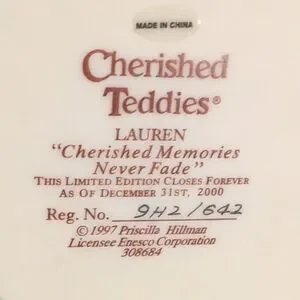 MADE IN CHINA
Cherished
Teddies®
LAUREN
"Cherished Memories
Never Fade"
THIS LIMITED EDITION CLOSES FOREVER
AS OF DECEMBER 31ST, 2000
Reg. No. 9H2/642
© 1997 Priscilla Hillman
Licensee Enesco Corporation
308684